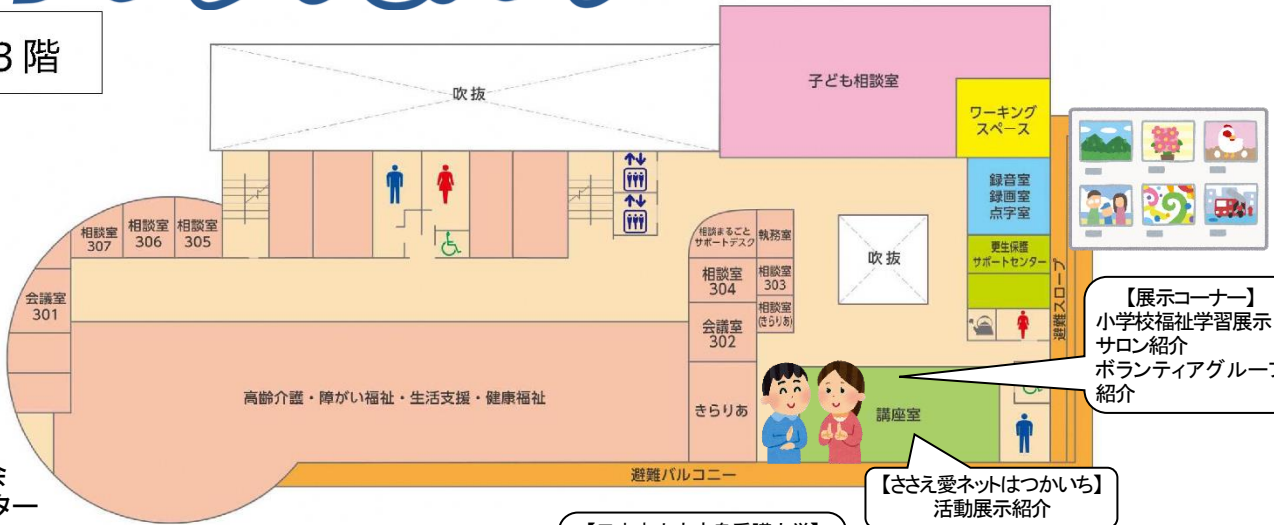 3階
吹抜
子ども相談室
ワーキング
スペース
録音室
録画室
点字室
更生保護
サポートセンター
相談室
307
相談室
306
相談室
305
会議室
301
相談まるごと
サポートデスク
執務室
相談室
304
相談室
303
相談室
(きらりあ)
会議室
302
きらりあ
吹抜
高齢介護・障がい福祉・生活支援・健康福祉
講座室
避難スロープ
避難バルコニー
【展示コーナー】
小学校福祉学習展示
サロン紹介
ボランティアグループ
紹介
【ささえ愛ネットはつかいち】
活動展示紹介
ター